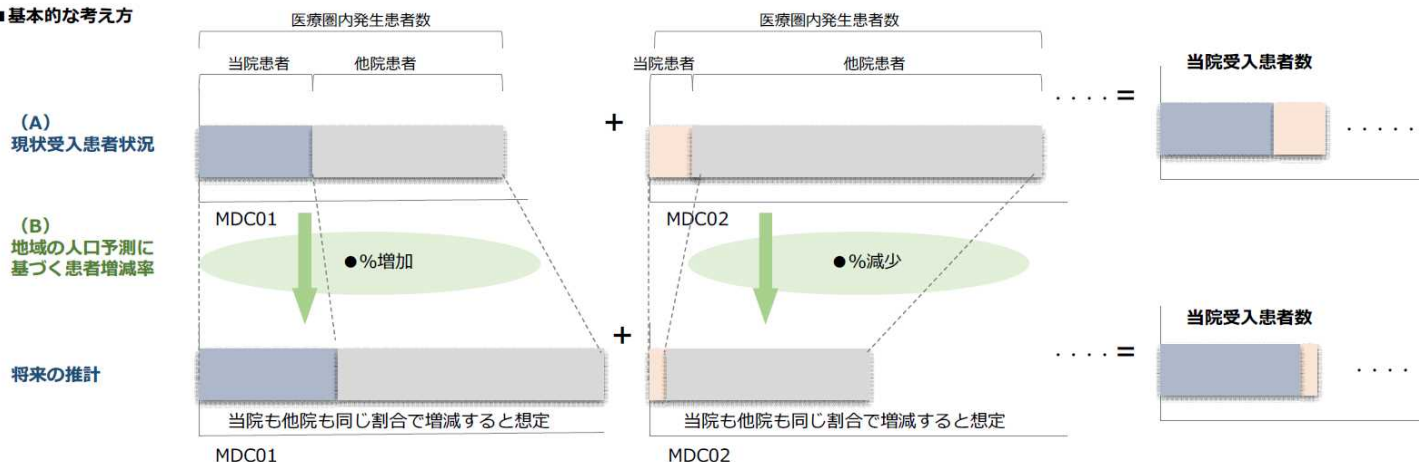 ■基本的な考え方
医療圏内発生患者数
医療圏内発生患者数
当院患者
他院患者
当院患者
他院患者
当院受入患者数
(A)
現状受入患者状況
+
・・・・=
・・・・・
MDC01
MDC02
(B)
地域の人口予測に
基づく患者増減率
●%増加
●%減少
当院受入患者数
将来の推計
+
・・・・=
・・・・
当院も他院も同じ割合で増減すると想定
当院も他院も同じ割合で増減すると想定
MDC01
MDC02